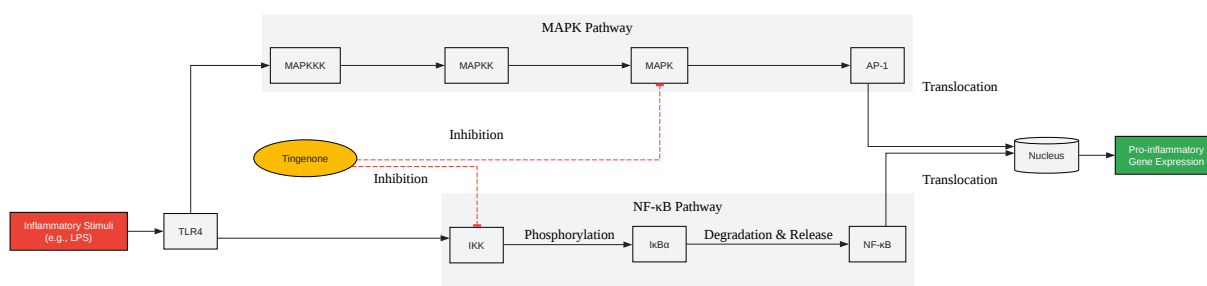 MAPK Pathway
MAPKKK
MAPKK
MAPK
AP-1
Translocation
Inhibition
Tingenone
Inhibition
Nucleus
Pro-inflammatory
Gene Expression
Translocation
NF-κB Pathway
Inflammatory Stimuli
(e.g., LPS)
TLR4
IKK
Phosphorylation
IκBα
Degradation & Release
NF-κB